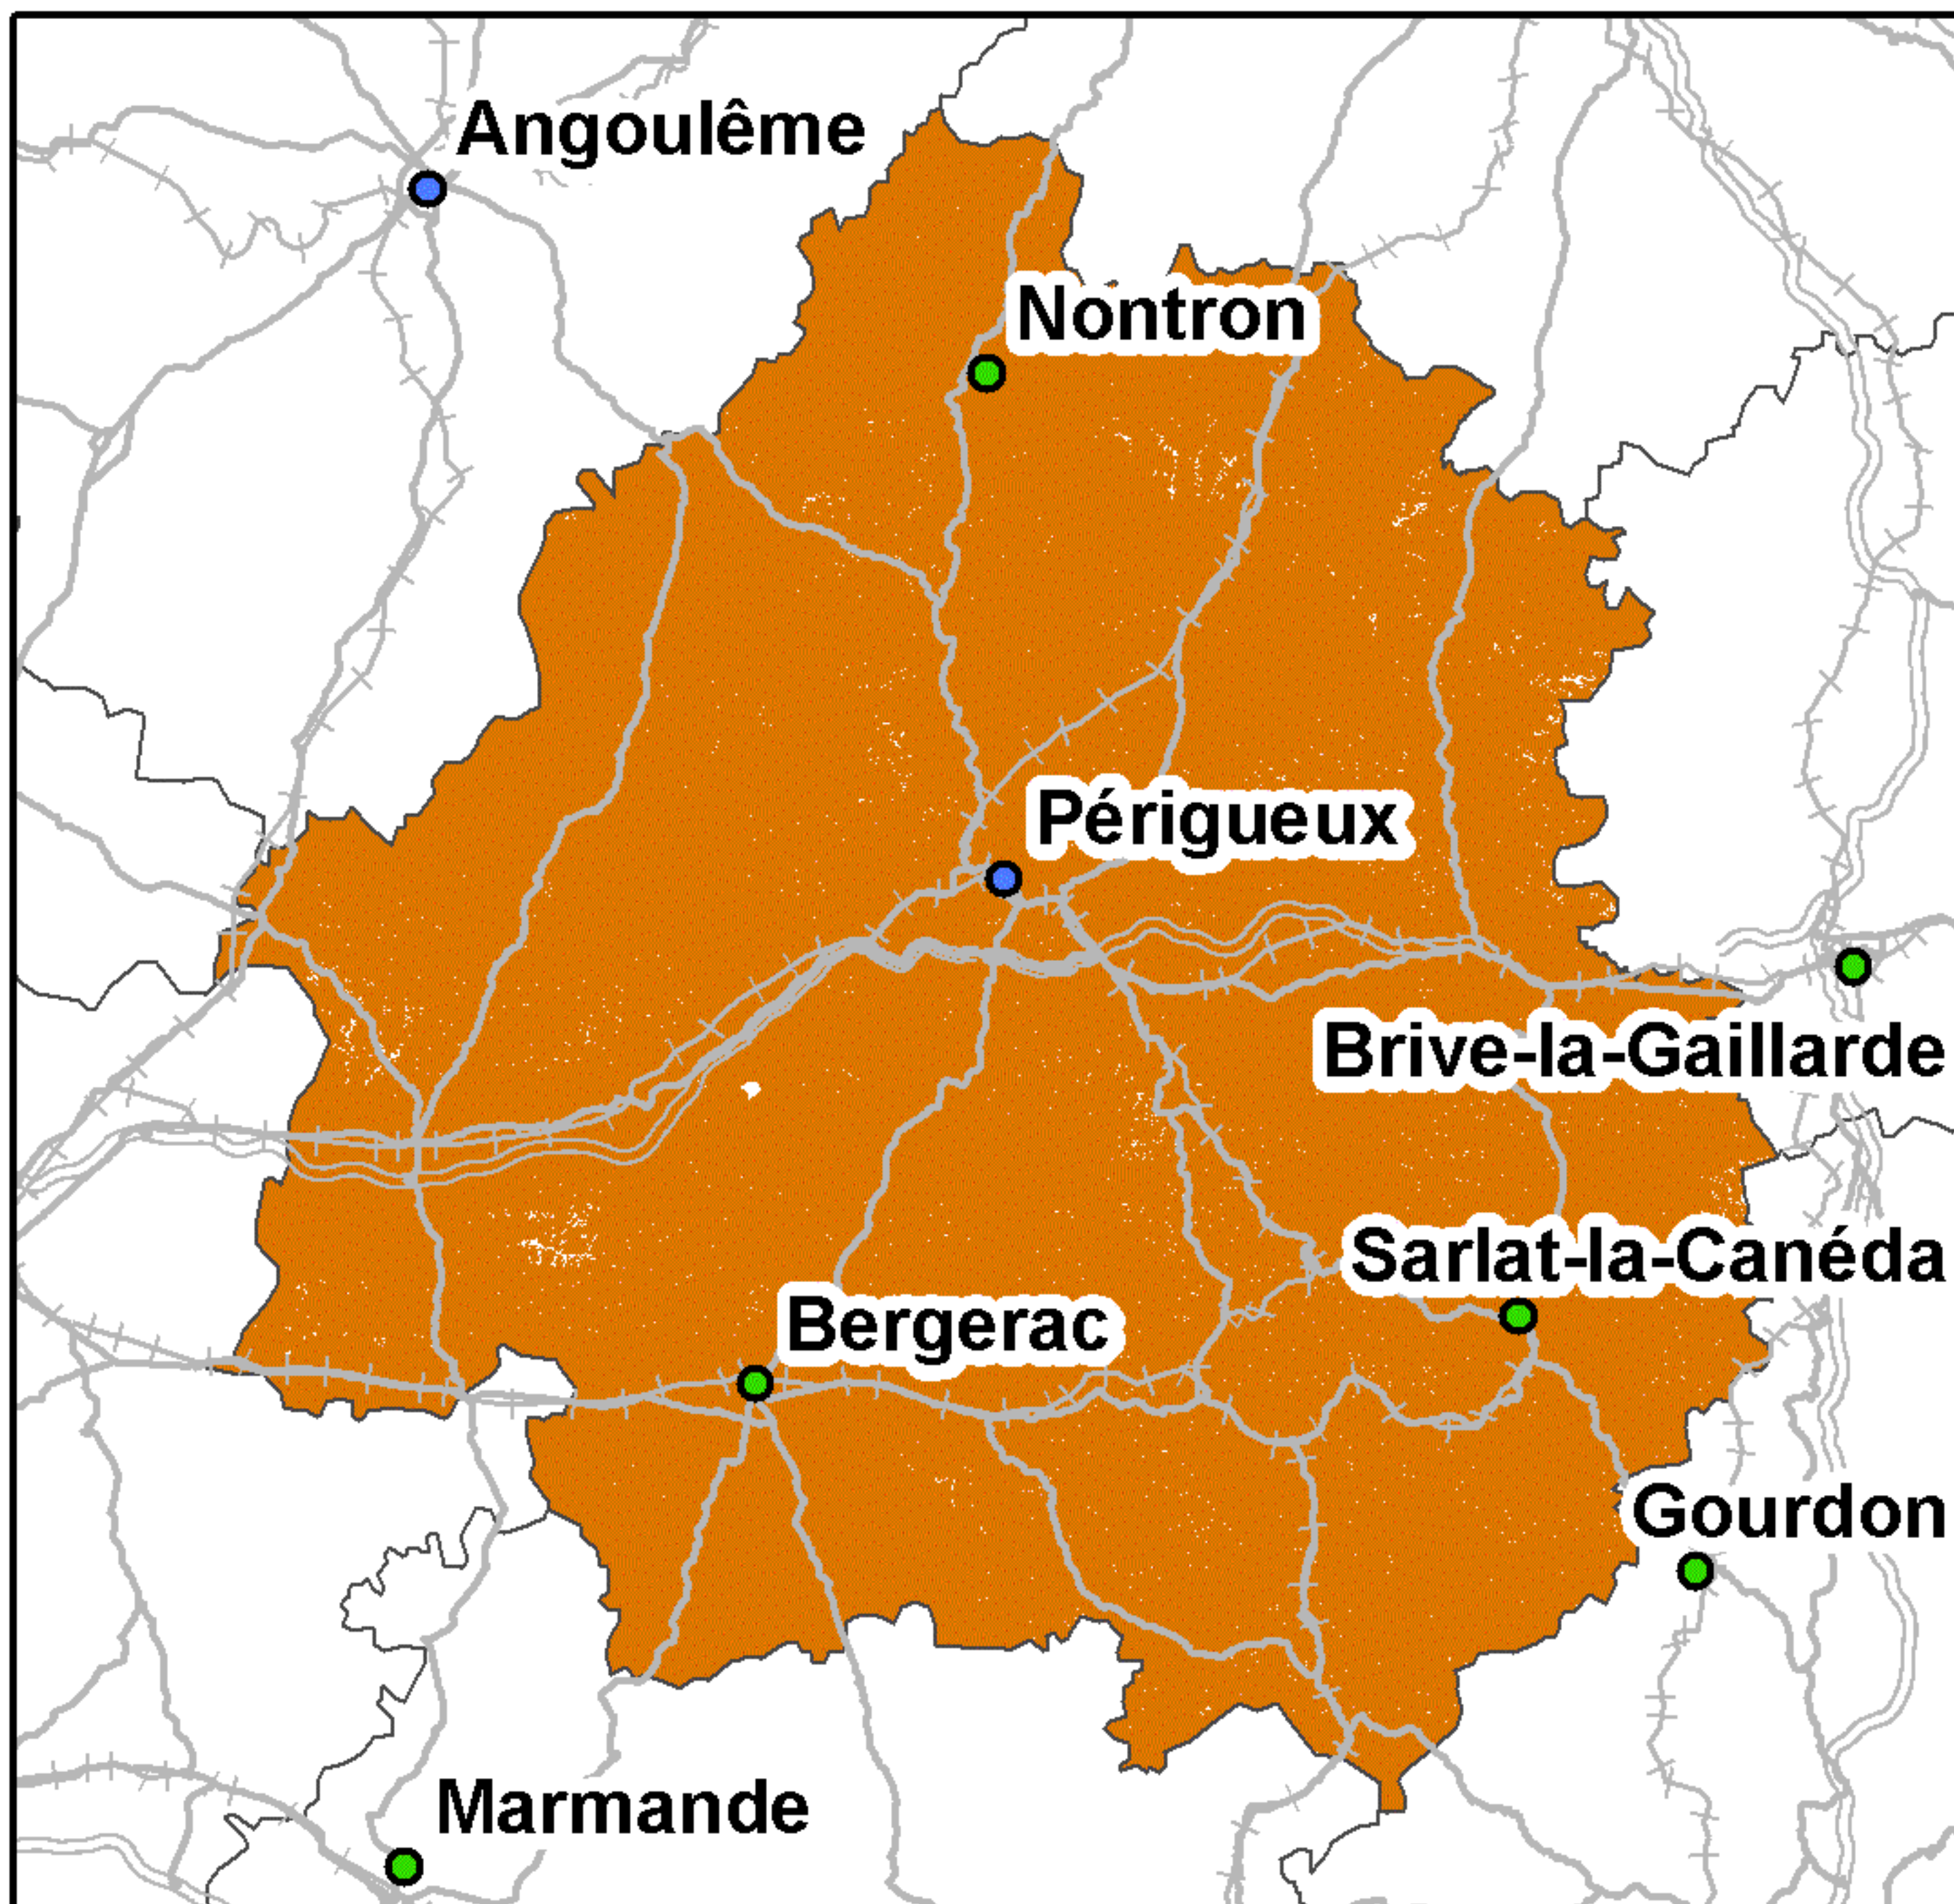 Angoulême
Nontron
Périgueux
Brive-la-Gaillarde
Sarlat-la-Canéda
Bergerac
Gourdon
Marmande